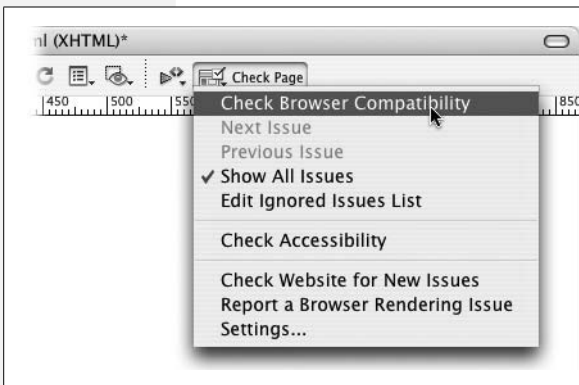 ml (XHTML)*
Check Page
450 500 550 850
Check Browser Compatibility
Next Issue
Previous Issue
✓ Show All Issues
Edit Ignored Issues List
Check Accessibility
Check Website for New Issues
Report a Browser Rendering Issue
Settings...